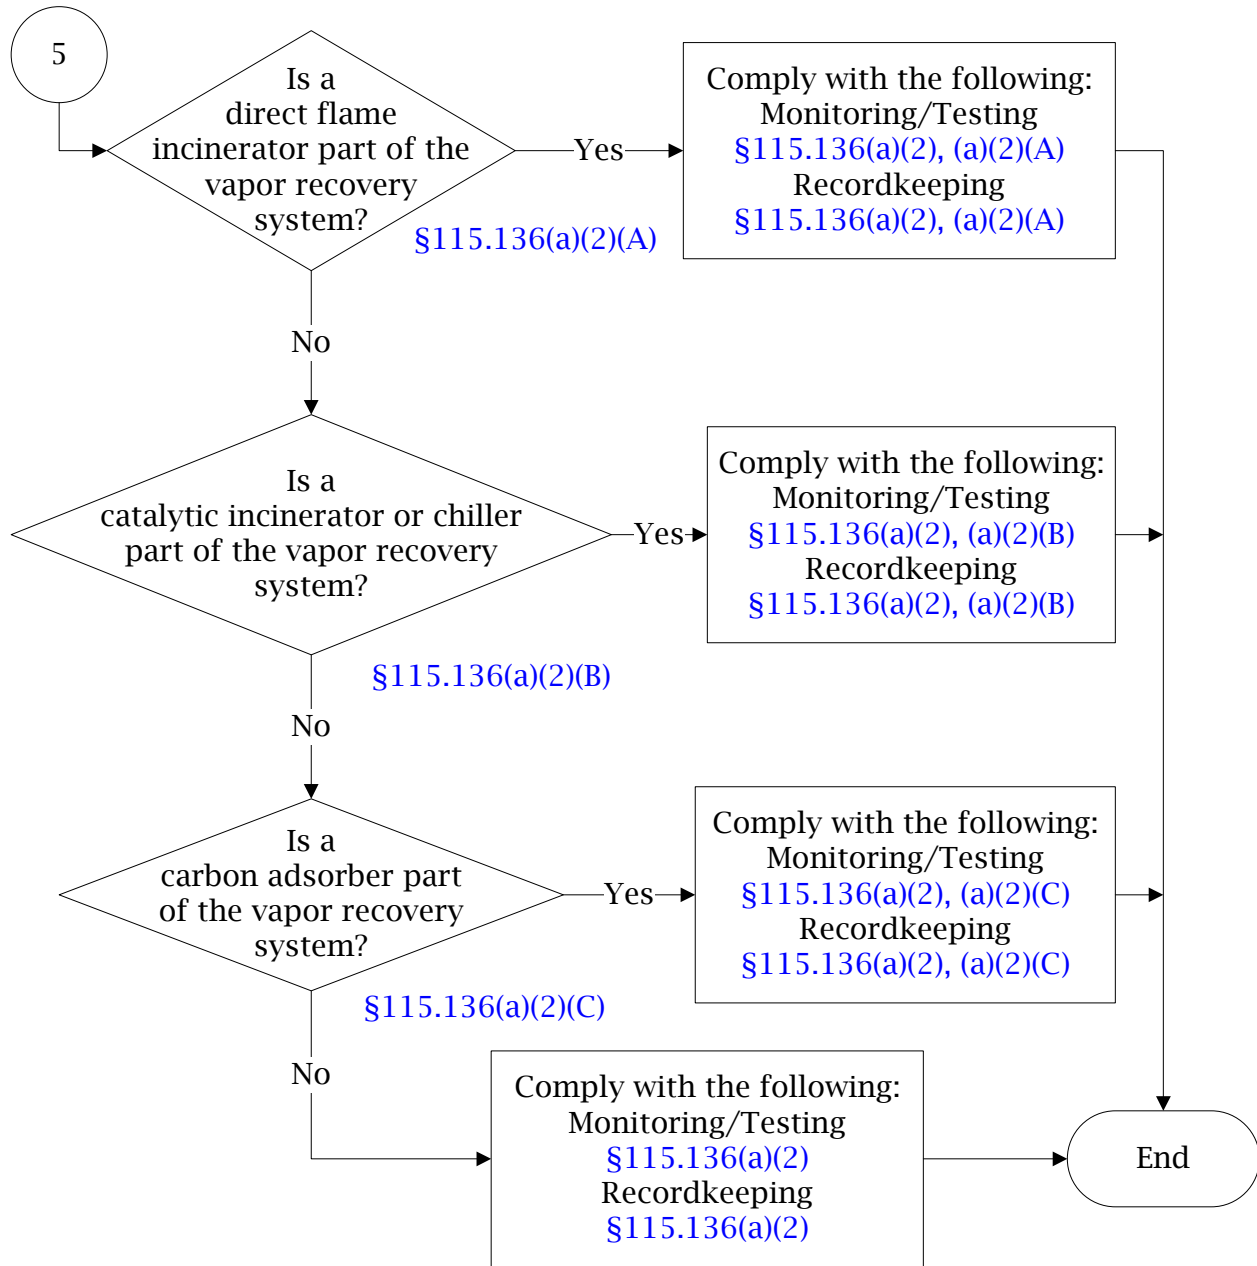 5
Is a
direct flame
incinerator part of the
vapor recovery
system?
§115.136(a)(2)(A)
Yes
Comply with the following:
Monitoring/Testing
§115.136(a)(2), (a)(2)(A)
Recordkeeping
§115.136(a)(2), (a)(2)(A)
No
Is a
catalytic incinerator or chiller
part of the vapor recovery
system?
§115.136(a)(2)(B)
Yes
Comply with the following:
Monitoring/Testing
§115.136(a)(2), (a)(2)(B)
Recordkeeping
§115.136(a)(2), (a)(2)(B)
No
Is a
carbon adsorber part
of the vapor recovery
system?
§115.136(a)(2)(C)
Yes
Comply with the following:
Monitoring/Testing
§115.136(a)(2), (a)(2)(C)
Recordkeeping
§115.136(a)(2), (a)(2)(C)
No
Comply with the following:
Monitoring/Testing
§115.136(a)(2)
Recordkeeping
§115.136(a)(2)
End